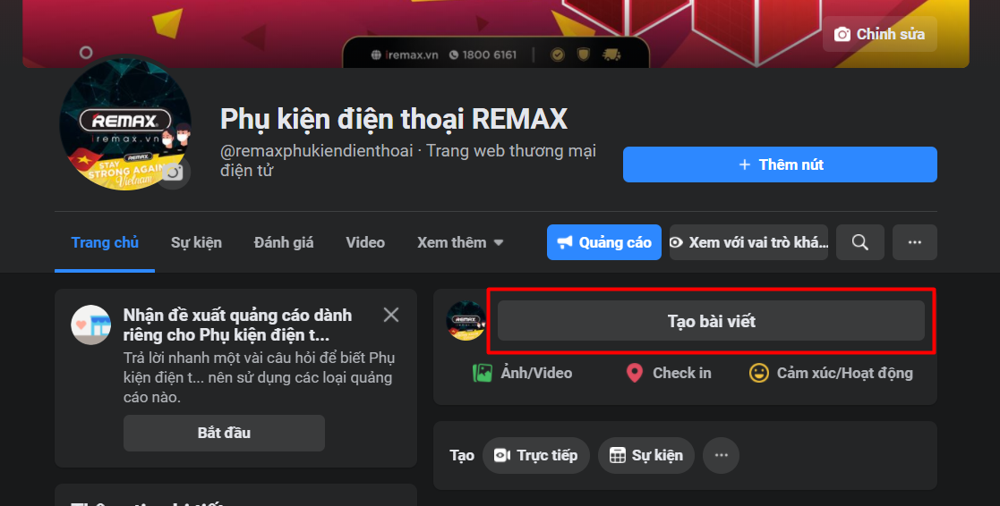 Chỉnh sửa
iremax.vn 1800 6161
REMAX
iremax.vn
REMAX
STAY
STRONG AGAIN
Vietnam
Phụ kiện điện thoại REMAX
@remaxphukiendienthoai · Trang web thương mại
điện tử
+ Thêm nút
Trang chủ Sự kiện Đánh giá Video Xem thêm
Quảng cáo Xem với vai trò khá... ...
Nhận đề xuất quảng cáo dành
riêng cho Phụ kiện điện t...
Trả lời nhanh một vài câu hỏi để biết Phụ
kiện điện t... nên sử dụng các loại quảng
cáo nào.
Bắt đầu
REMAX
Tạo bài viết
Ảnh/Video Check in Cảm xúc/Hoạt động
Tạo Trực tiếp Sự kiện ...